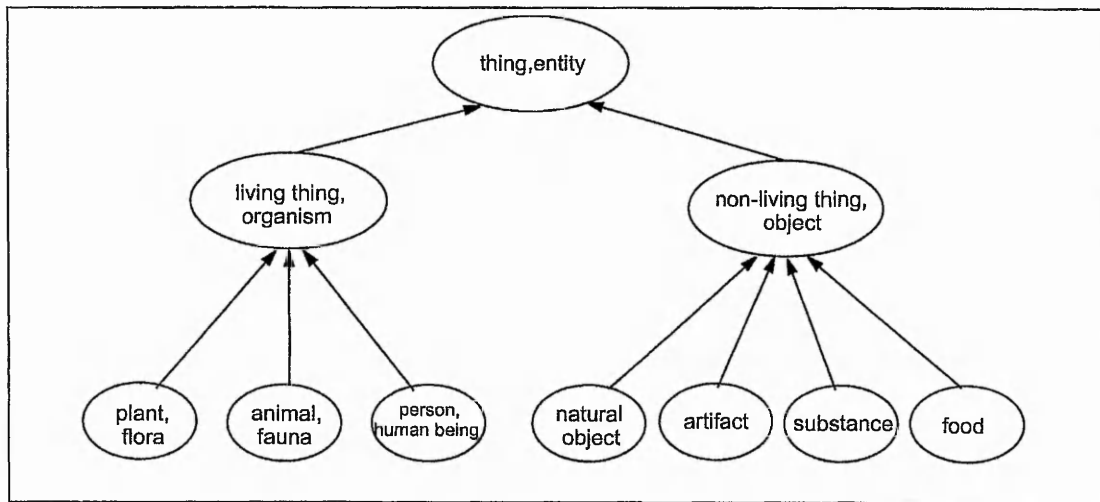 thing,entity
living thing,
organism
non-living thing,
object
plant,
flora
animal,
fauna
person,
human being
natural
object
artifact
substance
food